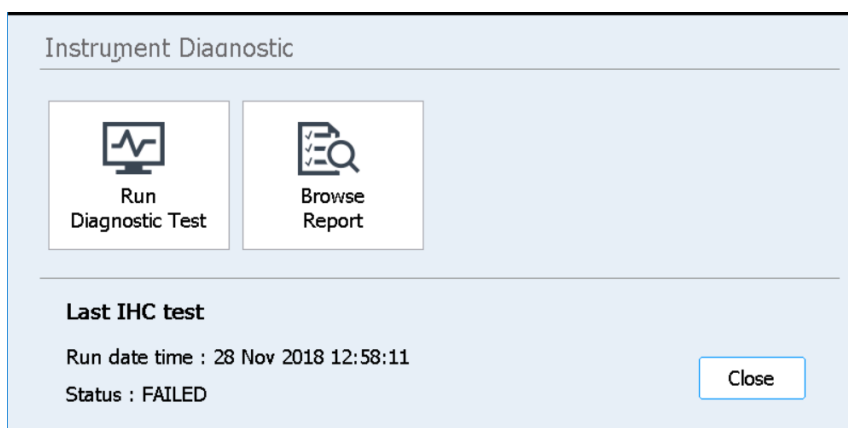 Instrument Diagnostic
Run
Diagnostic Test
Browse
Report
Last IHC test
Run date time : 28 Nov 2018 12:58:11
Status : FAILED
Close